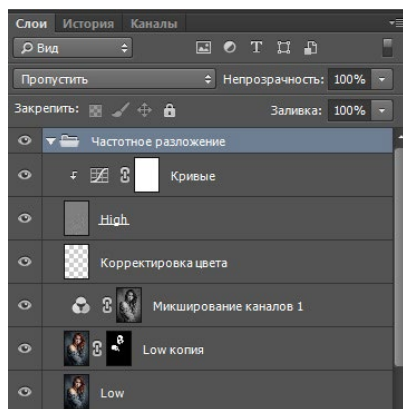 Слои История Каналы
Вид
Пропустить Непрозрачность: 100%
Закрепить: Заливка: 100%
Частотное разложение
Кривые
High
Корректировка цвета
Микширование каналов 1
Low копия
Low